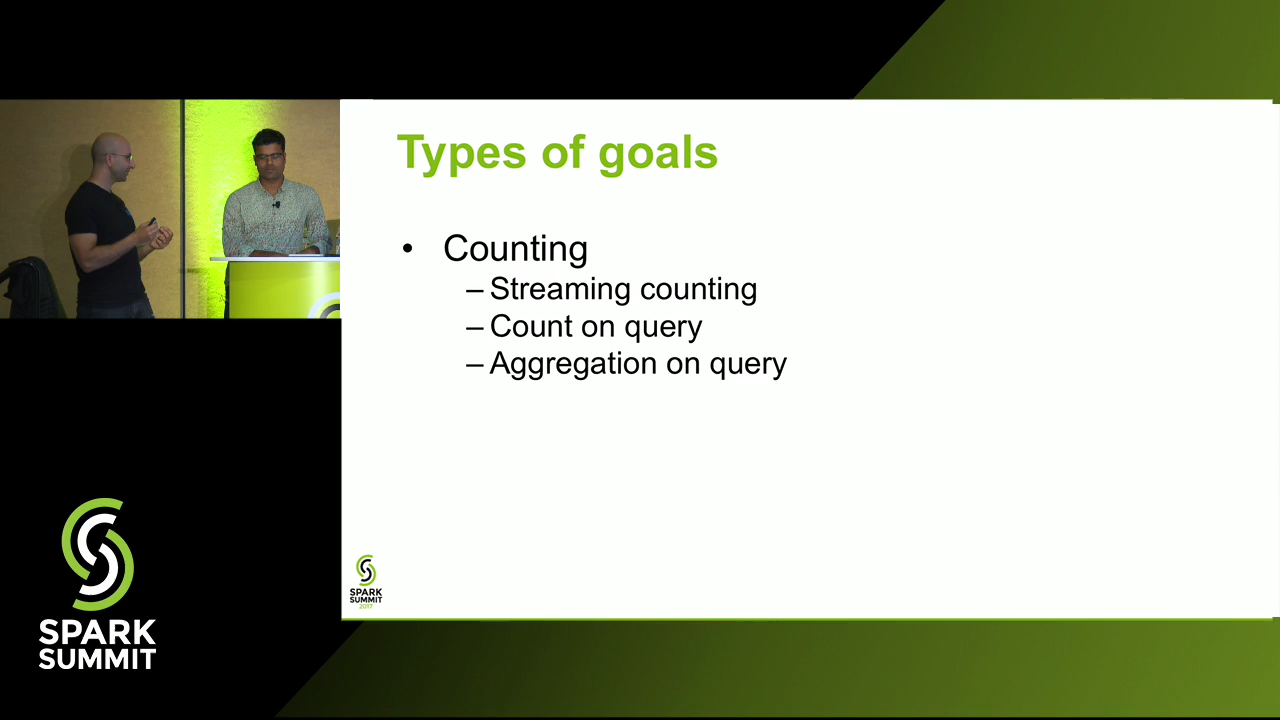 Types of goals
• Counting
– Streaming counting
– Count on query
– Aggregation on query
SPARK
SUMMIT
2017
SPARK
SUMMIT